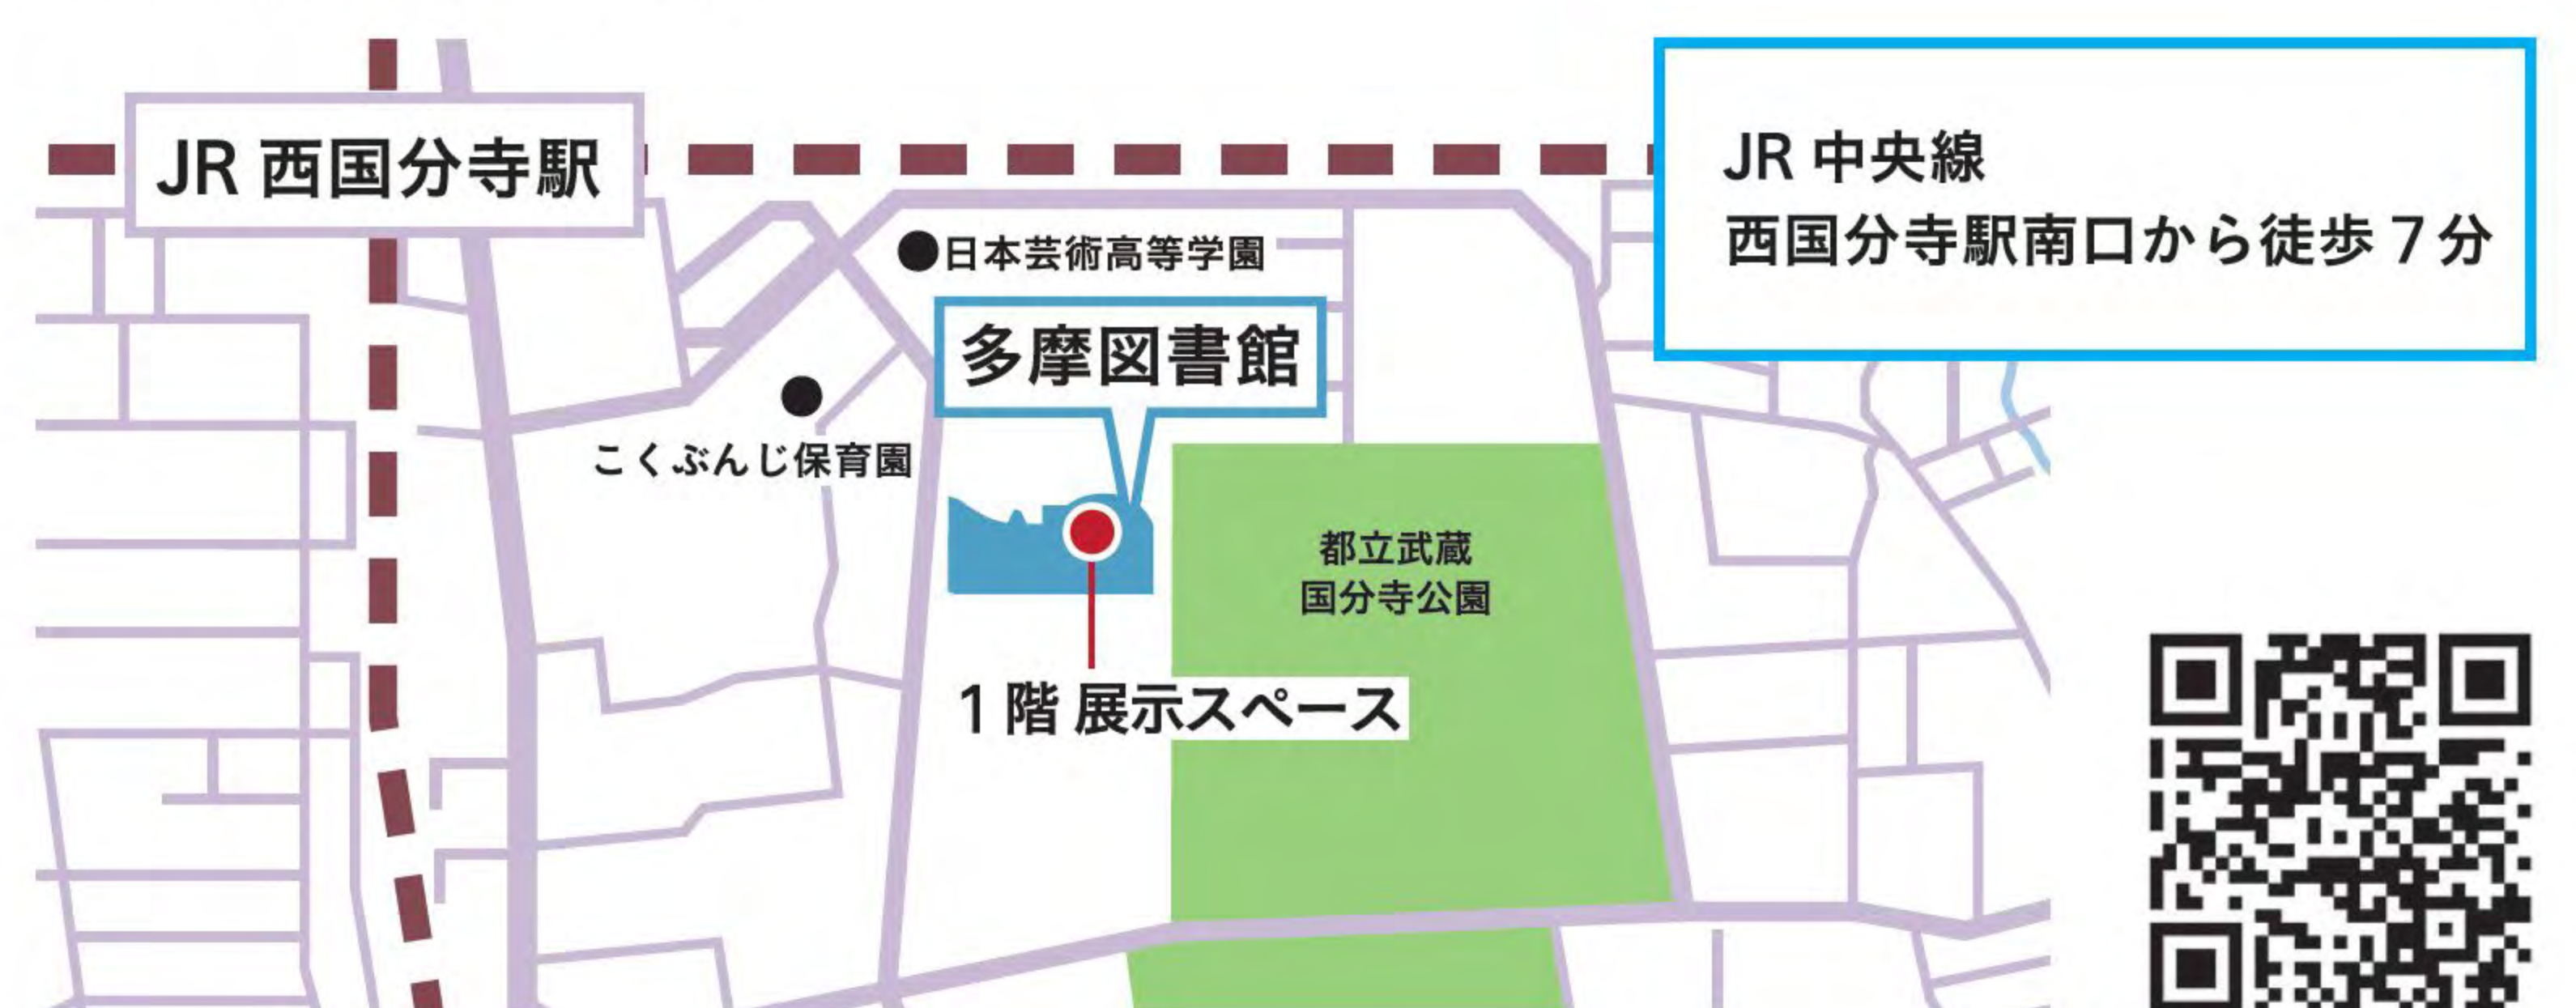 JR 西国分寺駅
JR 中央線
西国分寺駅南口から徒歩 7 分
日本芸術高等学園
多摩図書館
こくぶんじ保育園
都立武蔵
国分寺公園
1 階 展示スペース